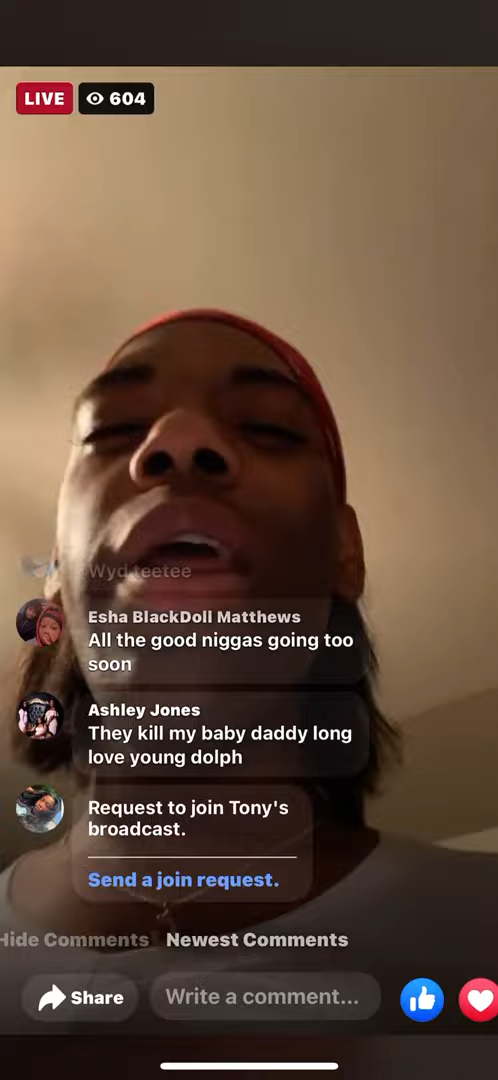 LIVE 604
Wyd teetee
Esha BlackDoll Matthews
All the good niggas going too
soon
Ashley Jones
They kill my baby daddy long
love young dolph
Request to join Tony's
broadcast.
Send a join request.
Hide Comments Newest Comments
Share Write a comment...